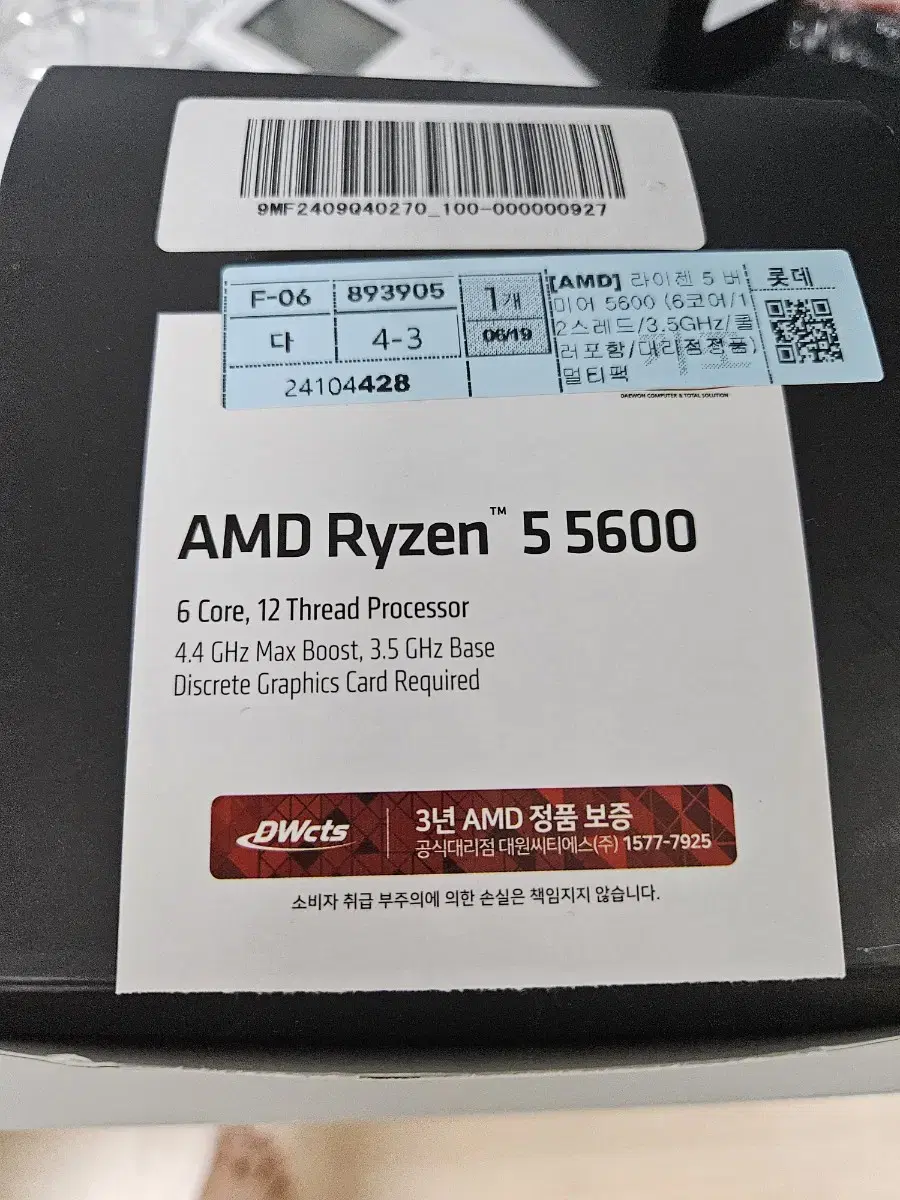 9MF2409Q40270_100-000000927
F-06
893905
1개
06/19
다
4-3
24104428
[AMD] 라이젠 5 버
미어 5600 (6코어/1
2스레드/3.5GHz/쿨
러포함/대리점정품)
멀티팩
롯데
DAEWON COMPUTER & TOTAL SOLUTION
AMD Ryzen™ 5 5600
6 Core, 12 Thread Processor
4.4 GHz Max Boost, 3.5 GHz Base
Discrete Graphics Card Required
DWcts
3년 AMD 정품 보증
공식대리점 대원씨티에스(주) 1577-7925
소비자 취급 부주의에 의한 손실은 책임지지 않습니다.